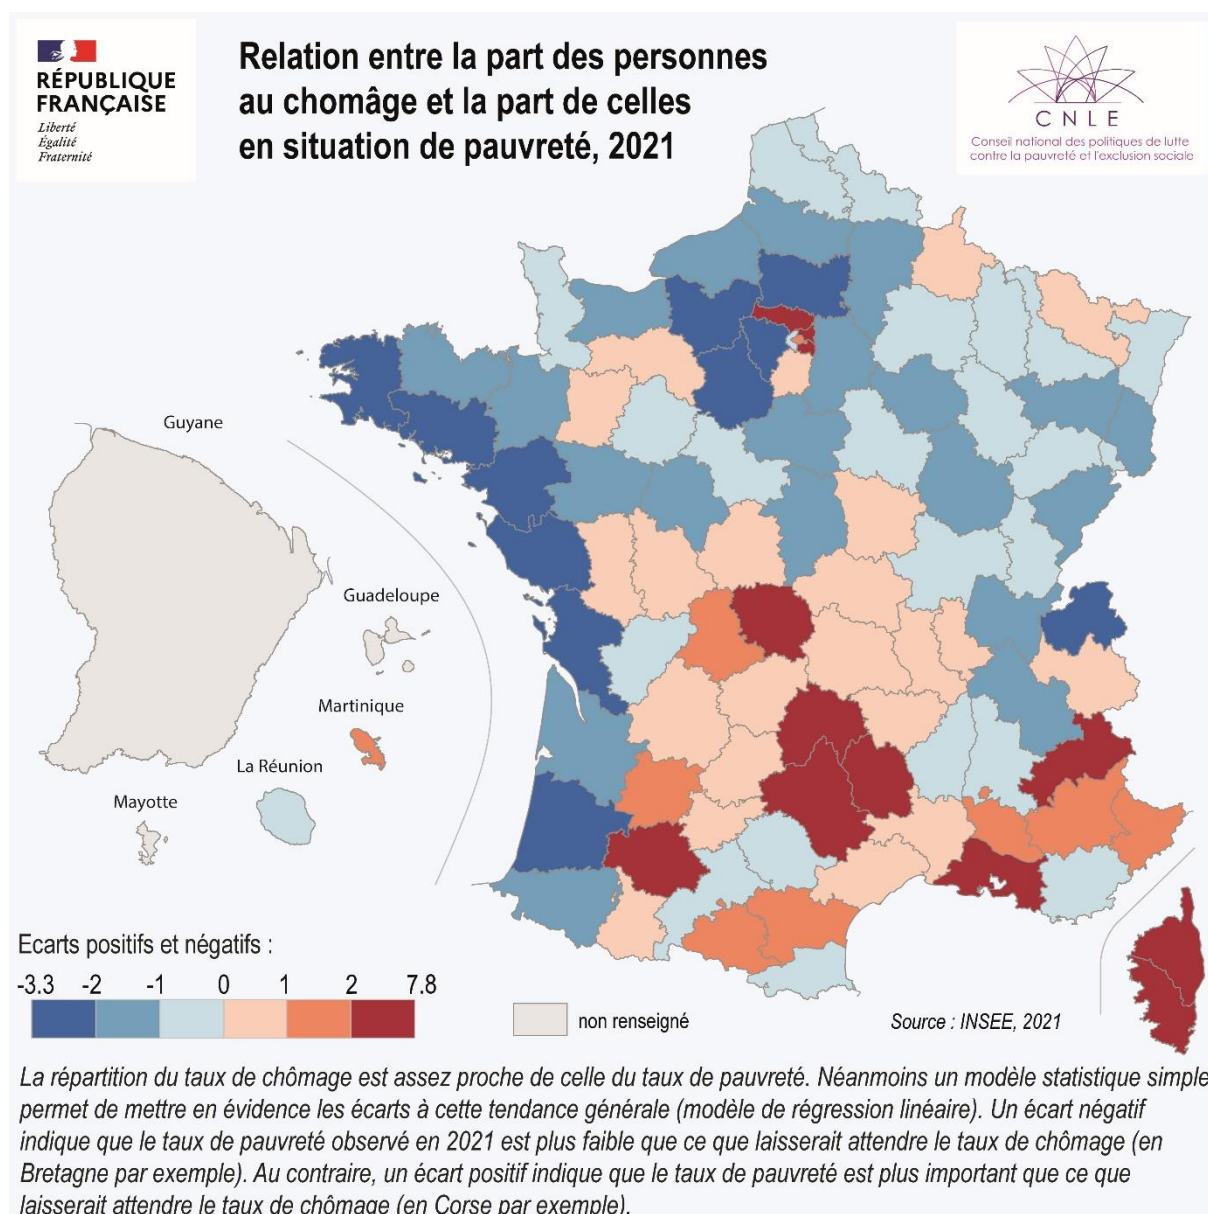 RÉPUBLIQUE
FRANÇAISE
Liberté
Égalité
Fraternité
Relation entre la part des personnes
au chomâge et la part de celles
en situation de pauvreté, 2021
CNLE
Conseil national des politiques de lutte
contre la pauvreté et l'exclusion sociale
Guyane
Guadeloupe
Martinique
La Réunion
Mayotte
Ecarts positifs et négatifs :
-3.3 -2 -1 0 1 2 7.8
non renseigné
Source : INSEE, 2021
La répartition du taux de chômage est assez proche de celle du taux de pauvreté. Néanmoins un modèle statistique simple
permet de mettre en évidence les écarts à cette tendance générale (modèle de régression linéaire). Un écart négatif
indique que le taux de pauvreté observé en 2021 est plus faible que ce que laisserait attendre le taux de chômage (en
Bretagne par exemple). Au contraire, un écart positif indique que le taux de pauvreté est plus important que ce que
laisserait attendre le taux de chômage (en Corse par exemple).